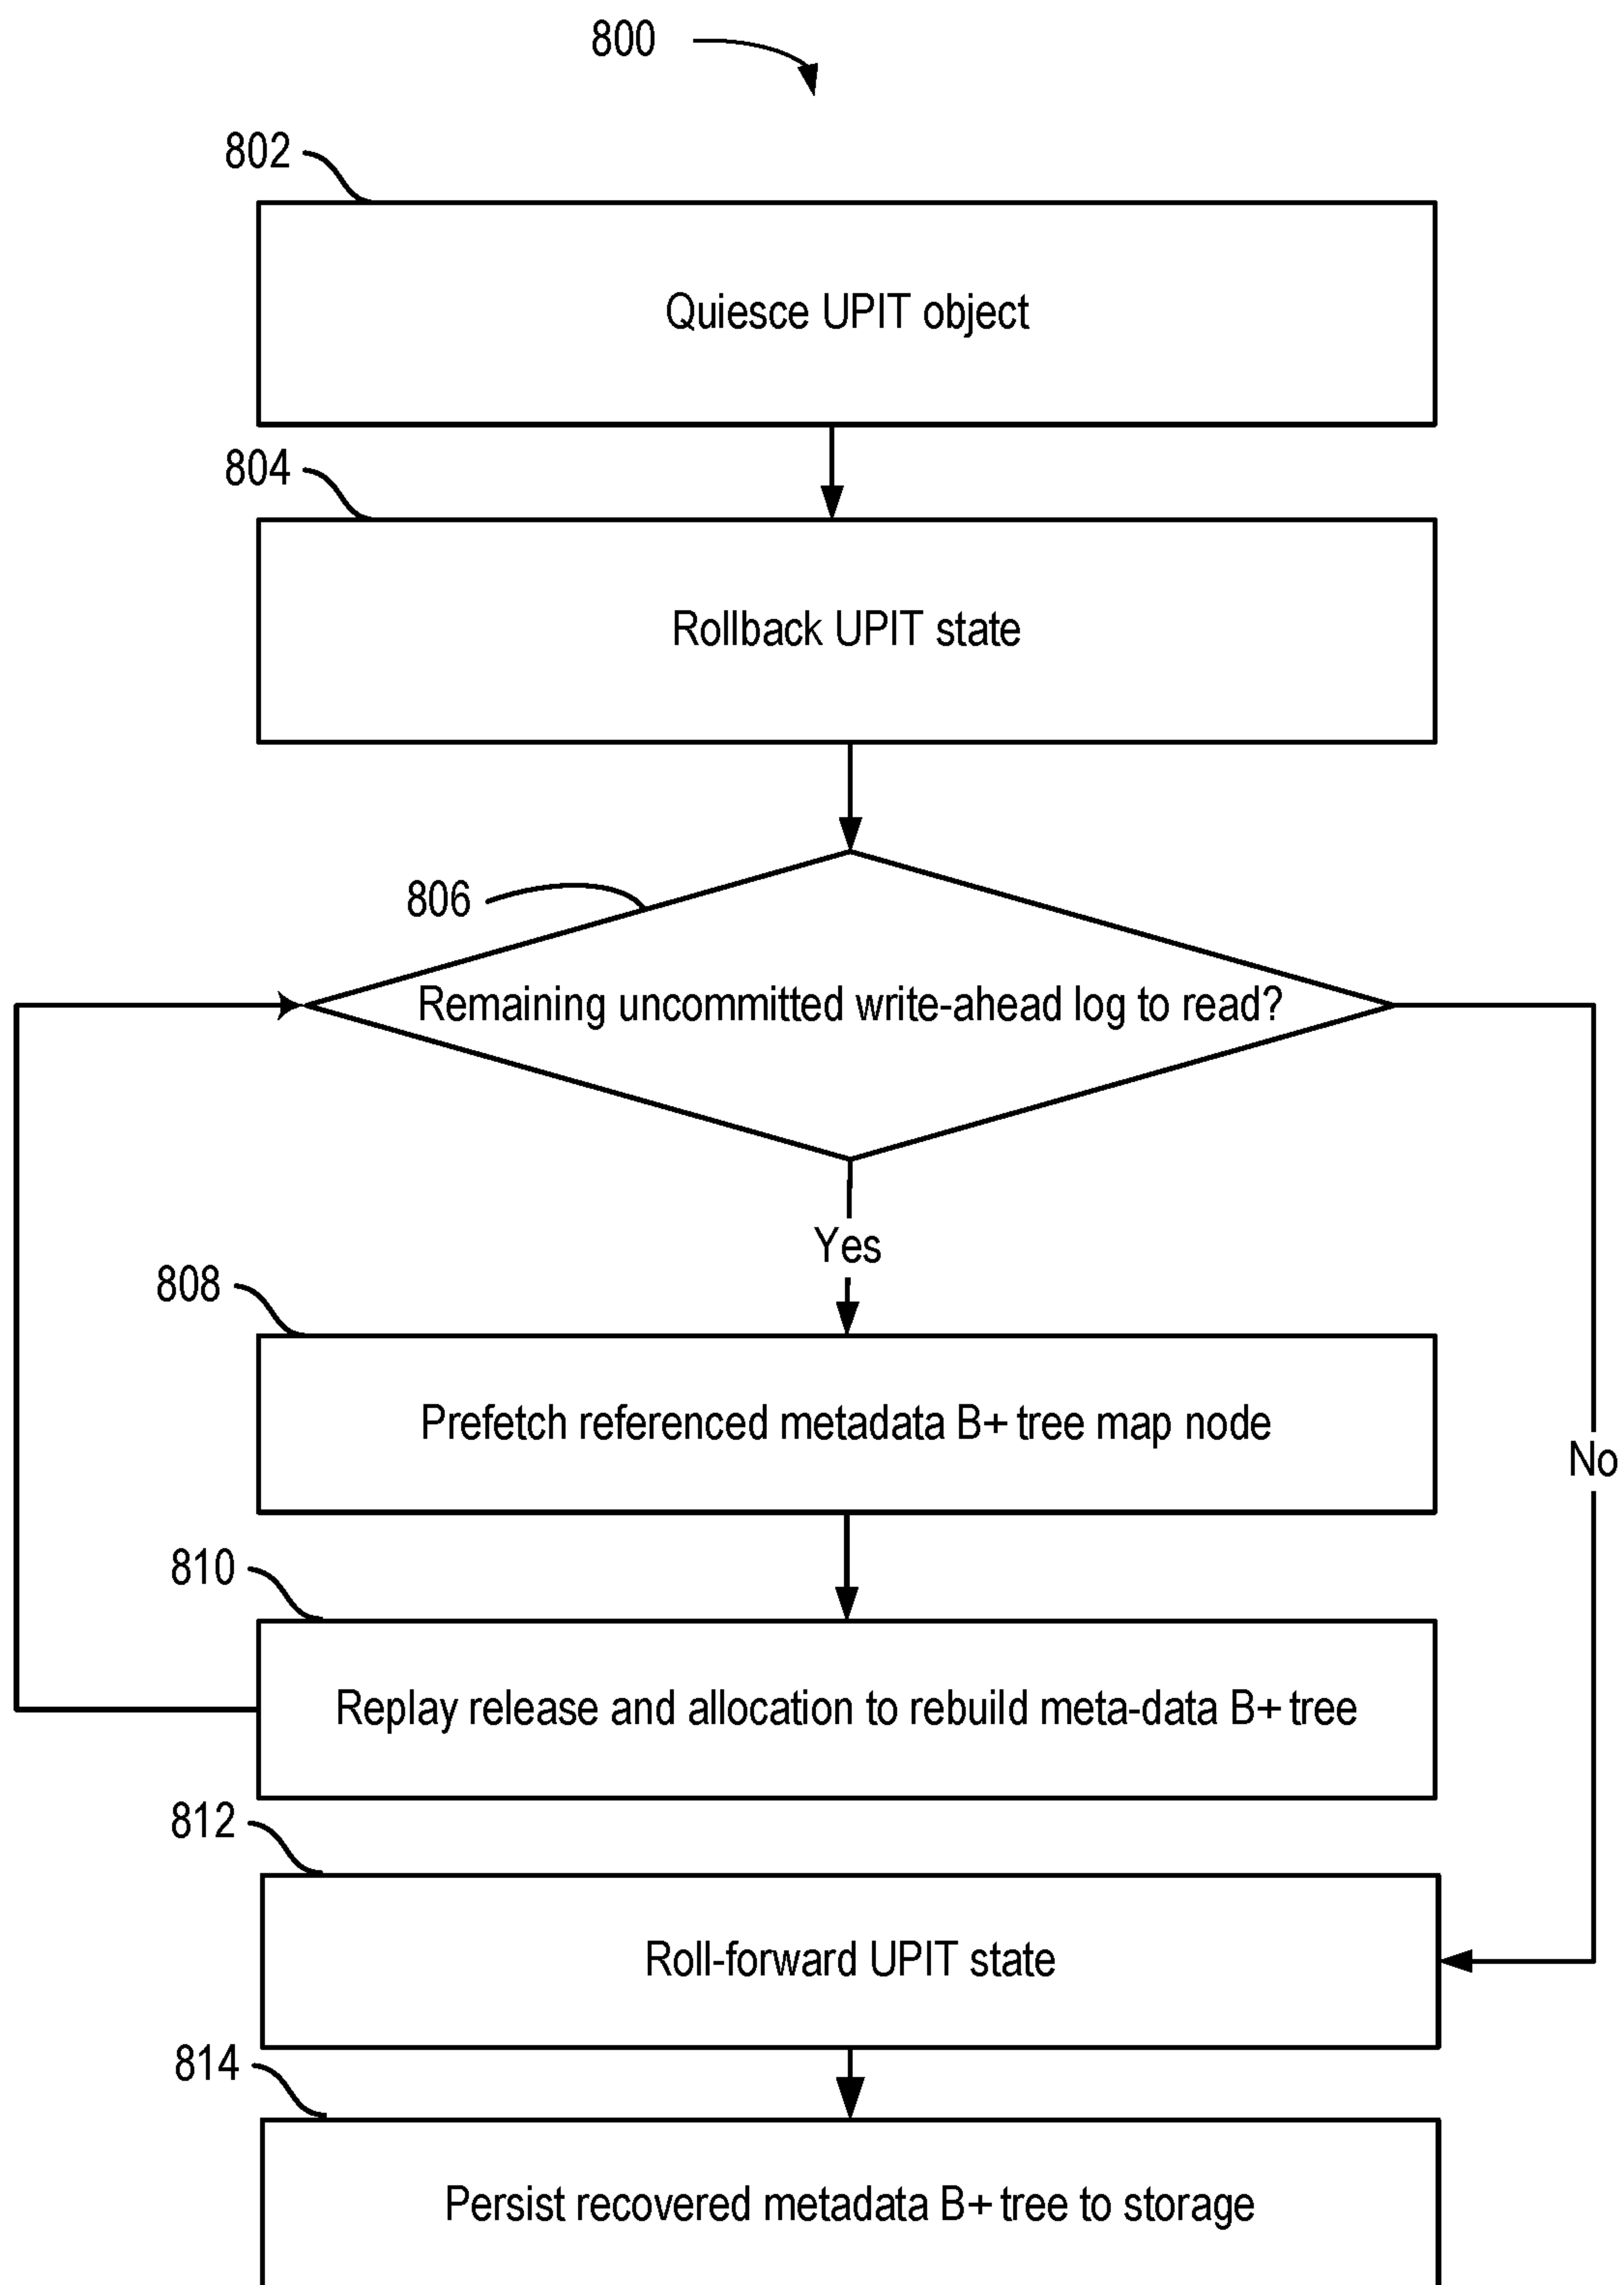 800
802
Quiesce UPIT object
804
Rollback UPIT state
806
Remaining uncommitted write-ahead log to read?
Yes
808
Prefetch referenced metadata B+ tree map node
No
810
Replay release and allocation to rebuild meta-data B+ tree
812
Roll-forward UPIT state
814
Persist recovered metadata B+ tree to storage